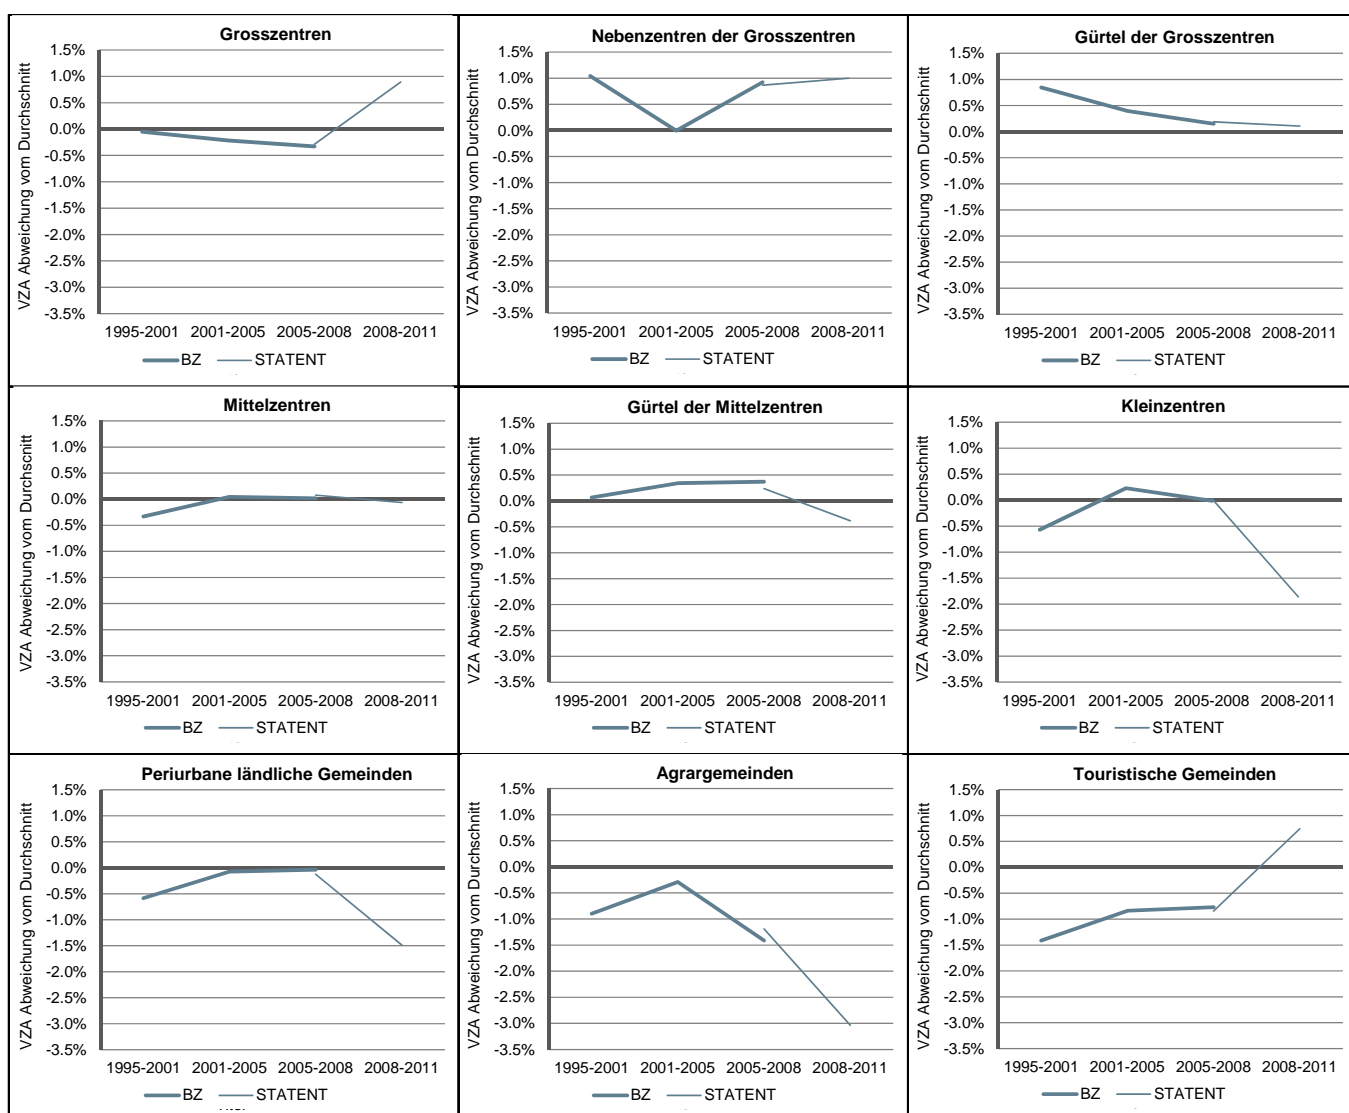 Grosszentren
VZA Abweichung vom Durchschnitt
1.5%
1.0%
0.5%
0.0%
-0.5%
-1.0%
-1.5%
-2.0%
-2.5%
-3.0%
-3.5%
1995-2001 2001-2005 2005-2008 2008-2011
BZ STATENT
Nebenzentren der Grosszentren
VZA Abweichung vom Durchschnitt
1.5%
1.0%
0.5%
0.0%
-0.5%
-1.0%
-1.5%
-2.0%
-2.5%
-3.0%
-3.5%
1995-2001 2001-2005 2005-2008 2008-2011
BZ STATENT
Gürtel der Grosszentren
VZA Abweichung vom Durchschnitt
1.5%
1.0%
0.5%
0.0%
-0.5%
-1.0%
-1.5%
-2.0%
-2.5%
-3.0%
-3.5%
1995-2001 2001-2005 2005-2008 2008-2011
BZ STATENT
Mittelzentren
VZA Abweichung vom Durchscnitt
1.5%
1.0%
0.5%
0.0%
-0.5%
-1.0%
-1.5%
-2.0%
-2.5%
-3.0%
-3.5%
1995-2001 2001-2005 2005-2008 2008-2011
BZ STATENT
Gürtel der Mittelzentren
VZA Abweichung vom Durchschnitt
1.5%
1.0%
0.5%
0.0%
-0.5%
-1.0%
-1.5%
-2.0%
-2.5%
-3.0%
-3.5%
1995-2001 2001-2005 2005-2008 2008-2011
BZ STATENT
Kleinzentren
VZA Abweichung vom Durchschnitt
1.5%
1.0%
0.5%
0.0%
-0.5%
-1.0%
-1.5%
-2.0%
-2.5%
-3.0%
-3.5%
1995-2001 2001-2005 2005-2008 2008-2011
BZ STATENT
Periurbane ländliche Gemeinden
VZA Abweichung vom Durchschnitt
1.5%
1.0%
0.5%
0.0%
-0.5%
-1.0%
-1.5%
-2.0%
-2.5%
-3.0%
-3.5%
1995-2001 2001-2005 2005-2008 2008-2011
BZ STATENT
Agrargemeinden
VZA Abweichung vom Durchschnitt
1.5%
1.0%
0.5%
0.0%
-0.5%
-1.0%
-1.5%
-2.0%
-2.5%
-3.0%
-3.5%
1995-2001 2001-2005 2005-2008 2008-2011
BZ STATENT
Touristische Gemeinden
VZA Abweichung vom Durchschnitt
1.5%
1.0%
0.5%
0.0%
-0.5%
-1.0%
-1.5%
-2.0%
-2.5%
-3.0%
-3.5%
1995-2001 2001-2005 2005-2008 2008-2011
BZ STATENT